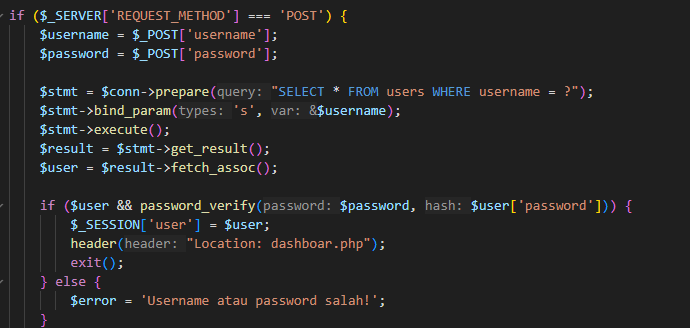 if ($_SERVER['REQUEST_METHOD'] === 'POST') {
$username = $_POST['username'];
$password = $_POST['password'];
$stmt = $conn->prepare(query: "SELECT * FROM users WHERE username = ?");
$stmt->bind_param(types: 's', var: &$username);
$stmt->execute();
$result = $stmt->get_result();
$user = $result->fetch_assoc();
if ($user && password_verify(password: $password, hash: $user['password'])) {
$_SESSION['user'] = $user;
header(header: "Location: dashboar.php");
exit();
} else {
$error = 'Username atau password salah!';
}